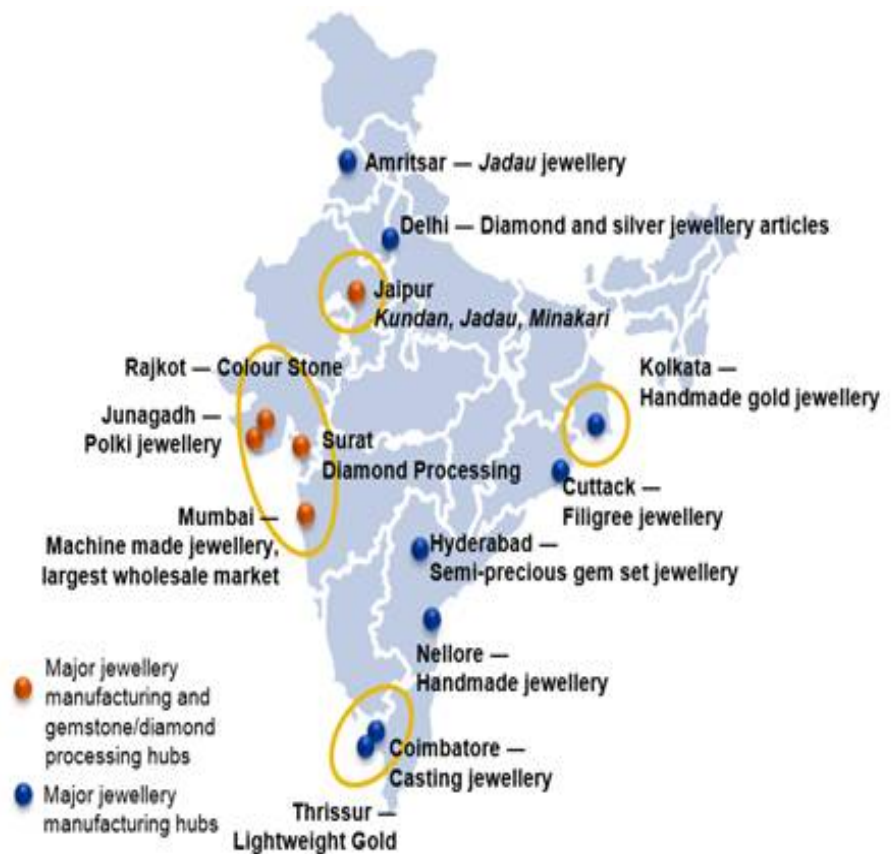 Amritsar — Jadau jewellery
Delhi — Diamond and silver jewellery articles
Jaipur
Kundan, Jadau, Minakari
Rajkot — Colour Stone
Kolkata —
Handmade gold jewellery
Junagadh —
Polki jewellery
Surat
Diamond Processing
Cuttack —
Filigree jewellery
Mumbai —
Machine made jewellery,
largest wholesale market
Hyderabad —
Semi-precious gem set jewellery
Nellore —
Handmade jewellery
Coimbatore —
Casting jewellery
Thrissur —
Lightweight Gold
Major jewellery
manufacturing and
gemstone/diamond
processing hubs
Major jewellery
manufacturing hubs